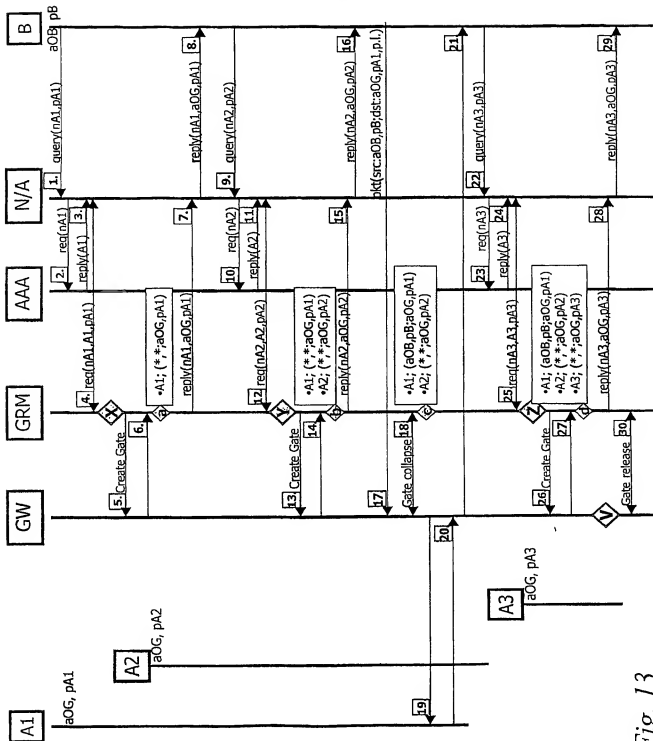 A1
aOG, pA1
A2
aOG, pA2
A3
aOG, pA3
GW
GRM
AAA
N/A
B
aOB, pB
1. query(nA1,pA1)
2. req(nA1)
3. reply(A1)
4. req(nA1,A1,pA1)
X
5. Create Gate
6.
a
•A1; (*,*;aOG,pA1)
7. reply(nA1,aOG,pA1)
8. reply(nA1,aOG,pA1)
9. query(nA2,pA2)
10 req(nA2)
11 reply(A2)
12 req(nA2,A2,pA2)
Y
13 Create Gate
14
b
•A1; (*,*;aOG,pA1)
•A2; (*,*;aOG,pA2)
15 reply(nA2,aOG,pA2)
16 reply(nA2,aOG,pA2)
17 pkt(src:aOB,pB;dst:aOG,pA1,p.l.)
18 Gate collapse
c
•A1; (aOB,pB;aOG,pA1)
•A2; (*,*;aOG,pA2)
19
20
21
22 query(nA3,pA3)
23 req(nA3)
24 reply(A3)
25 req(nA3,A3,pA3)
Z
26 Create Gate
27
d
•A1; (aOB,pB;aOG,pA1)
•A2; (*,*;aOG,pA2)
•A3; (*,*;aOG,pA3)
28 reply(nA3,aOG,pA3)
29 reply(nA3,aOG,pA3)
30 Gate release
V
Fig. 13